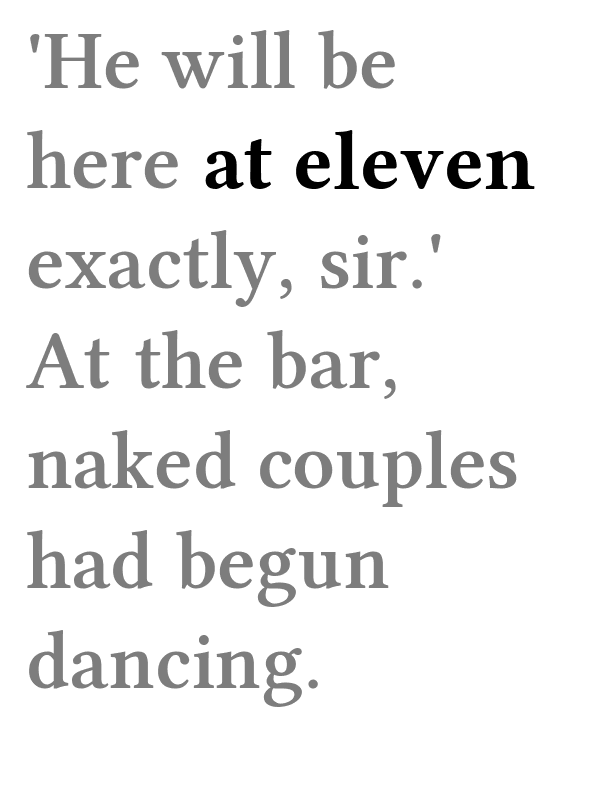 'He will be
here at eleven
exactly, sir.'
At the bar,
naked couples
had begun
dancing.